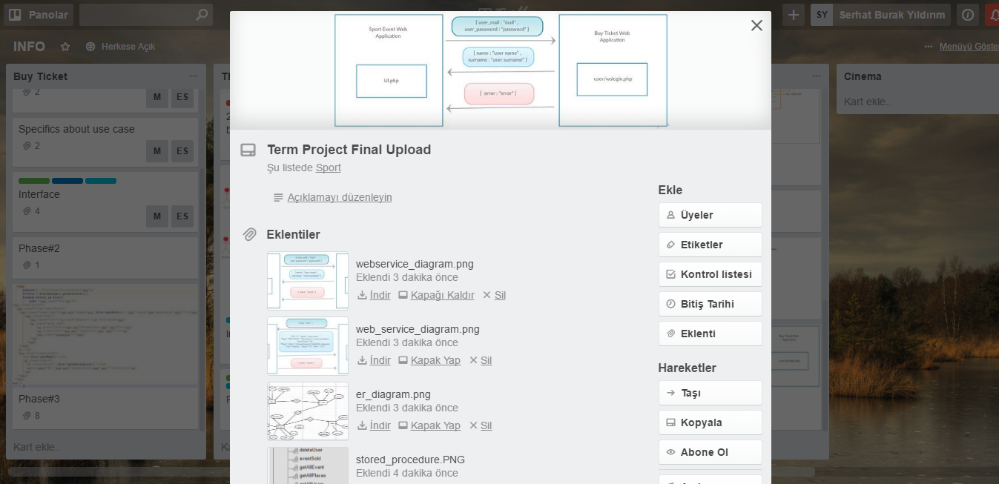 Panolar
SY Serhat Burak Yıldırım
INFO
Herkese Açık
Menüyü Göste
Buy Ticket
2
M ES
Specifics about use case
2
M ES
Interface
4
M ES
Phase#2
1
Phase#3
8
Kart ekle..
Cinema
Kart ekle..
Sport Event Web
Application
UI.php
{ user_mail : "mail" ,
user_password : "password" }
{ name : "user name" ,
surname : "user surname" }
{ error : "error" }
Buy Ticket Web
Application
user/wslogin.php
Term Project Final Upload
Şu listede Sport
Açıklamayı düzenleyin
Eklentiler
webservice_diagram.png
Eklendi 3 dakika önce
İndir Kapağı Kaldır Sil
web_service_diagram.png
Eklendi 3 dakika önce
İndir Kapak Yap Sil
er_diagram.png
Eklendi 3 dakika önce
İndir Kapak Yap Sil
deleteUser
eventSold
getAllEvent
getAllPlaces
getAllUsers
stored_procedure.PNG
Eklendi 4 dakika önce
Ekle
Üyeler
Etiketler
Kontrol listesi
Bitiş Tarihi
Eklenti
Hareketler
Taşı
Kopyala
Abone Ol